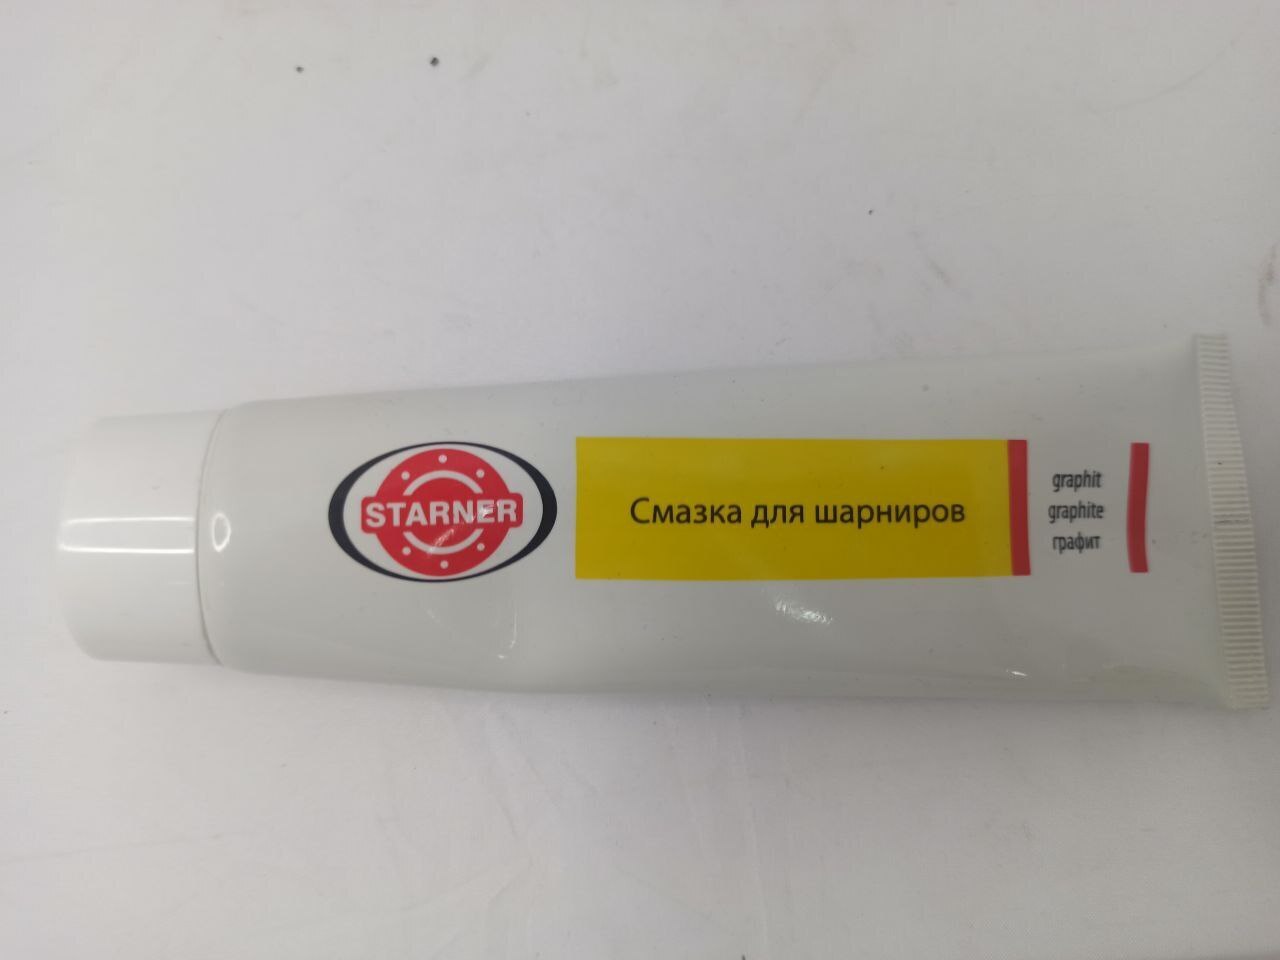 STARNER
Смазка для шарниров
graphit
graphite
графит